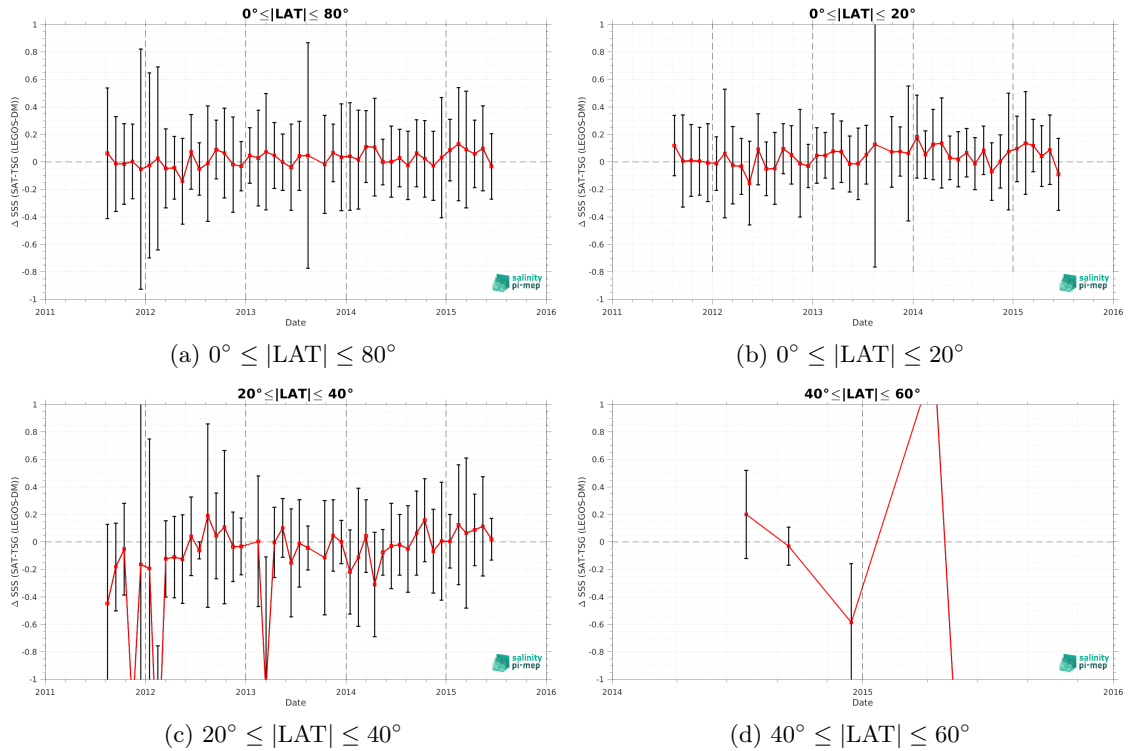 0°≤|LAT|≤ 80°
Δ SSS (SAT-TSG (LEGOS-DM))
1
0.8
0.6
0.4
0.2
0
-0.2
-0.4
-0.6
-0.8
-1
2011
2012
2013
2014
2015
2016
Date
salinity
pi-mep
(a) 0° ≤ |LAT| ≤ 80°
0°≤|LAT|≤ 20°
Δ SSS (SAT-TSG (LEGOS-DM))
1
0.8
0.6
0.4
0.2
0
-0.2
-0.4
-0.6
-0.8
-1
2011
2012
2013
2014
2015
2016
Date
salinity
pi-mep
(b) 0° ≤ |LAT| ≤ 20°
20°≤|LAT|≤ 40°
Δ SSS (SAT-TSG (LEGOS-DM))
1
0.8
0.6
0.4
0.2
0
-0.2
-0.4
-0.6
-0.8
-1
2011
2012
2013
2014
2015
2016
Date
salinity
pi-mep
(c) 20° ≤ |LAT| ≤ 40°
40°≤|LAT|≤ 60°
Δ SSS (SAT-TSG (LEGOS-DM))
1
0.8
0.6
0.4
0.2
0
-0.2
-0.4
-0.6
-0.8
-1
2014
2015
2016
Date
salinity
pi-mep
(d) 40° ≤ |LAT| ≤ 60°